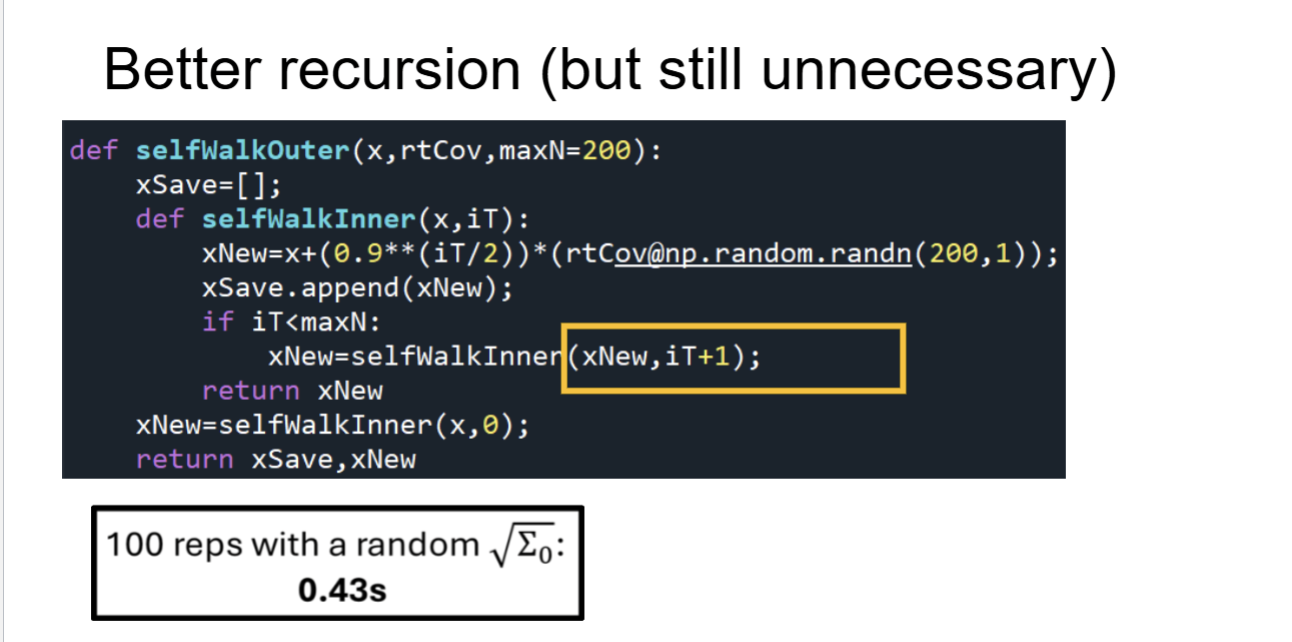 Better recursion (but still unnecessary)
def selfWalkOuter(x,rtCov,maxN=200):
    xSave=[];
    def selfWalkInner(x,iT):
        xNew=x+(0.9**(iT/2))*(rtCov@np.random.randn(200,1));
        xSave.append(xNew);
        if iT<maxN:
            xNew=selfWalkInner(xNew,iT+1);
        return xNew
    xNew=selfWalkInner(x,0);
    return xSave,xNew
100 reps with a random √Σ₀:
0.43s